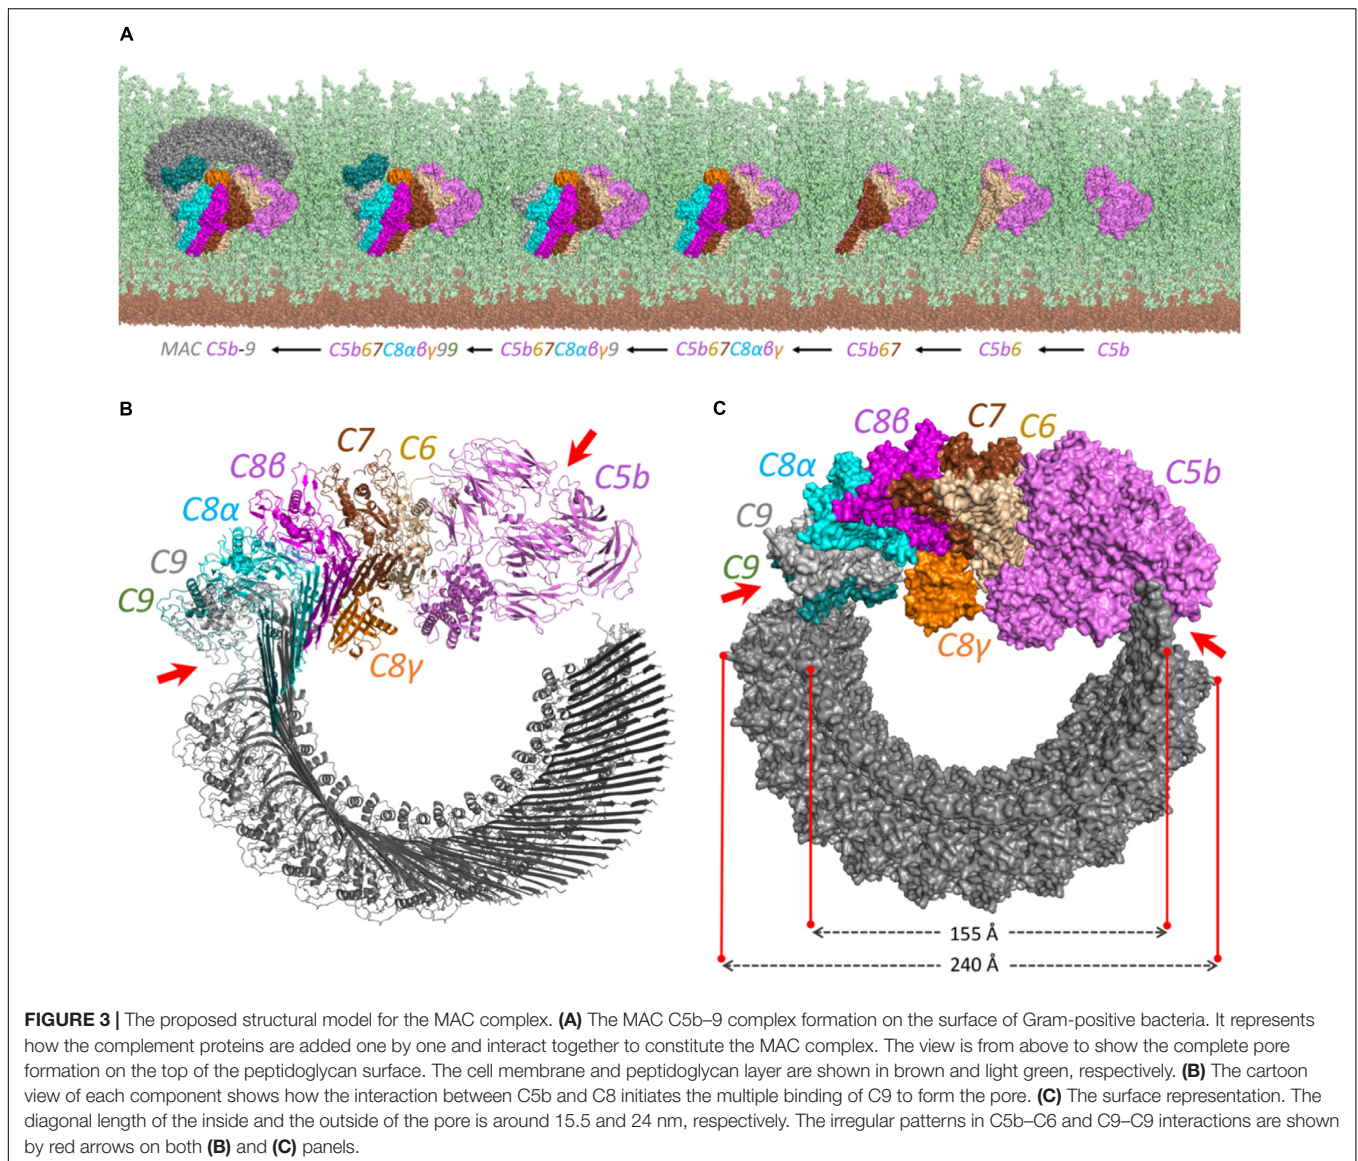 A
MAC C5b-9 C5b67C8αβγ99 C5b67C8αβγ9 C5b67C8αβγ C5b67 C5b6 C5b
B
C7
C6
C8β
C5b
C8α
C9
C9
C8γ
C
C7
C8β
C6
C8α
C5b
C9
C9
C8γ
155 Å
240 Å
FIGURE 3 | The proposed structural model for the MAC complex. (A) The MAC C5b–9 complex formation on the surface of Gram-positive bacteria. It represents
how the complement proteins are added one by one and interact together to constitute the MAC complex. The view is from above to show the complete pore
formation on the top of the peptidoglycan surface. The cell membrane and peptidoglycan layer are shown in brown and light green, respectively. (B) The cartoon
view of each component shows how the interaction between C5b and C8 initiates the multiple binding of C9 to form the pore. (C) The surface representation. The
diagonal length of the inside and the outside of the pore is around 15.5 and 24 nm, respectively. The irregular patterns in C5b–C6 and C9–C9 interactions are shown
by red arrows on both (B) and (C) panels.